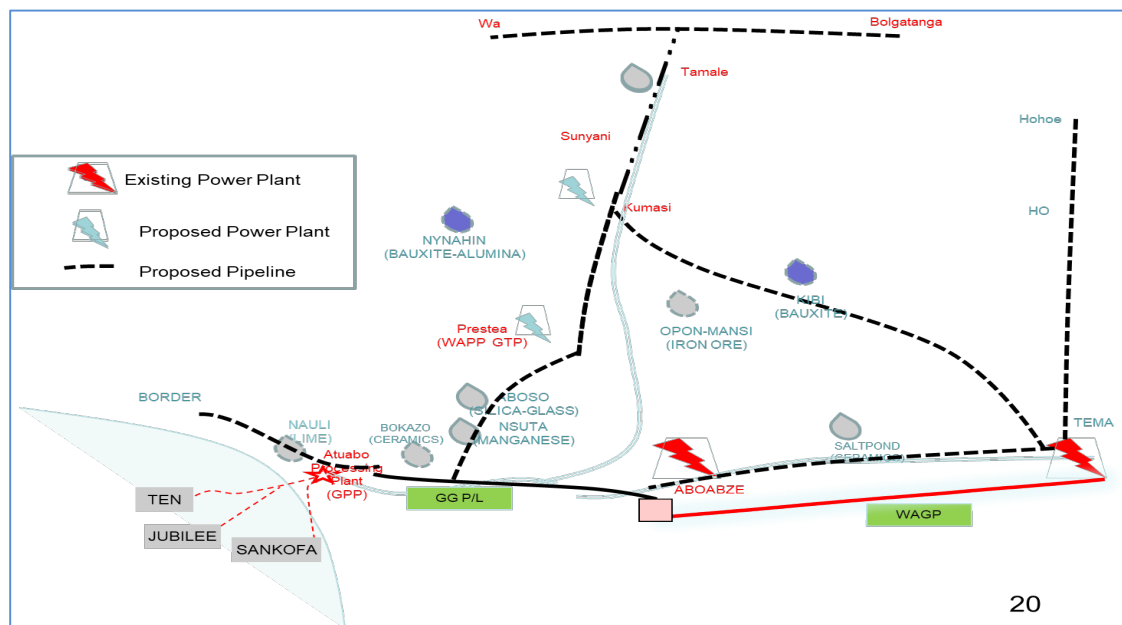 Wa
Bolgatanga
Tamale
Sunyani
Hohoe
Existing Power Plant
Proposed Power Plant
Proposed Pipeline
Kumasi
HO
NYNAHIN
(BAUXITE-ALUMINA)
KIBI
(BAUXITE)
OPON-MANSI
(IRON ORE)
Prestea
(WAPP GTP)
BORDER
ABOSO
(SILICA-GLASS)
NSUTA
(MANGANESE)
NAULI
(LIME)
BOKAZO
(CERAMICS)
TEMA
SALTPOND
(CERAMICS)
Atuabo
Processing
Plant
(GPP)
ABOABZE
GG P/L
TEN
WAGP
JUBILEE
SANKOFA
20